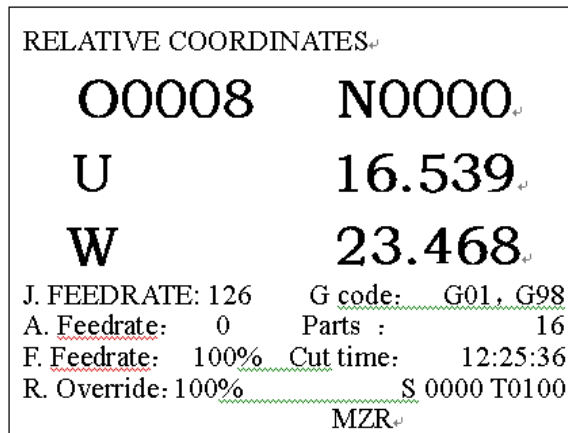 RELATIVE COORDINATES
O0008 N0000
U 16.539
W 23.468
J. FEEDRATE: 126 G code： G01，G98
A. Feedrate： 0 Parts ： 16
F. Feedrate： 100% Cut time： 12:25:36
R. Override：100% S 0000 T0100
MZR